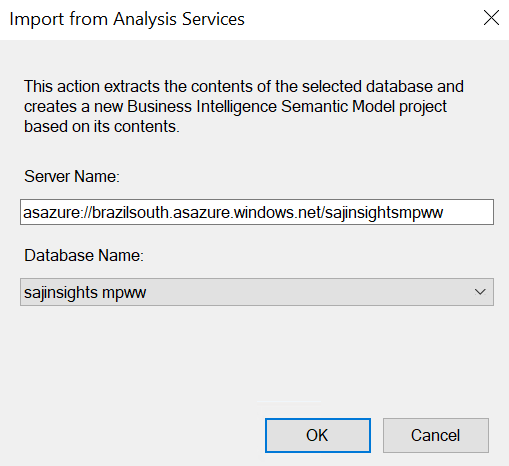 Import from Analysis Services
This action extracts the contents of the selected database and
creates a new Business Intelligence Semantic Model project
based on its contents.
Server Name:
asazure://brazilsouth.asazure.windows.net/sajinsightsmpww
Database Name:
sajinsights mpww
OK
Cancel